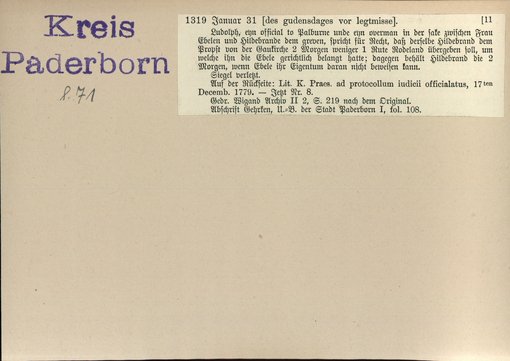 Kreis
Paderborn
S. 71
1319 Januar 31 [des gudensdages vor legtmisse]. [11
Ludolph, eyn official to Palburne unde eyn overman in der sake zwischen Frau
Ebelen und Hildebrande dem greven, spricht für Recht, daß derselbe Hildebrand dem
Propst von der Gaukirche 2 Morgen weniger 1 Rute Rodeland übergeben soll, um
welche ihn die Ebele gerichtlich belangt hatte; dagegen behält Hildebrand die 2
Morgen, wenn Ebele ihr Eigentum daran nicht beweisen kann.
Siegel verletzt.
Auf der Rückseite: Lit. K. Praes. ad protocollum iudicii officialatus, 17ten
Decemb. 1779. — Jetzt Nr. 8.
Gedr. Wigand Archiv II 2, S. 219 nach dem Original.
Abschrift Gehrken, U.-B. der Stadt Paderborn I, fol. 108.